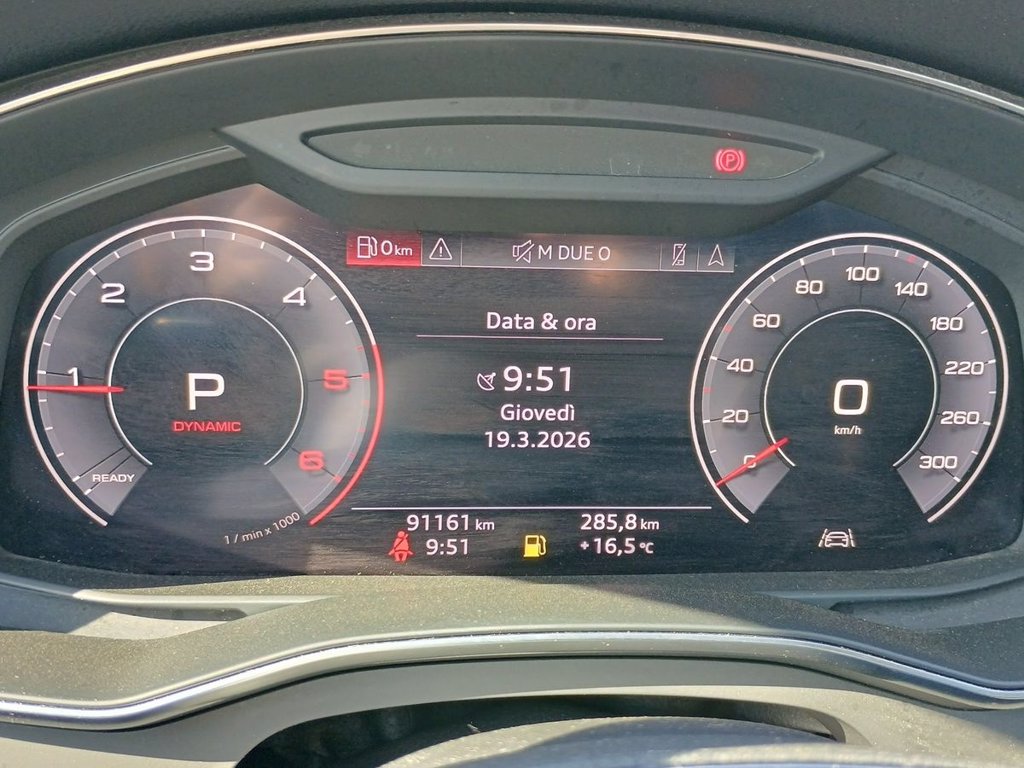 P
0 km
M DUE O
Data & ora
9:51
Giovedì
19.3.2026
91161 km
285,8 km
9:51
+16,5 °C
1
2
3
4
5
6
P
DYNAMIC
READY
1 / min x 1000
0
20
40
60
80
100
140
180
220
260
300
0
km/h